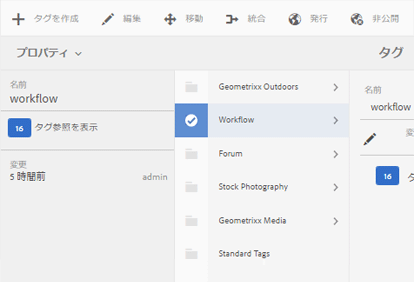 タグを作成 編集 移動 統合 発行 非公開
プロパティ タグ
名前
workflow
16 タグ参照を表示
変更
5 時間前 admin
Geometrixx Outdoors
Workflow
Forum
Stock Photography
Geometrixx Media
Standard Tags
名前
workflow
変更
16 タ